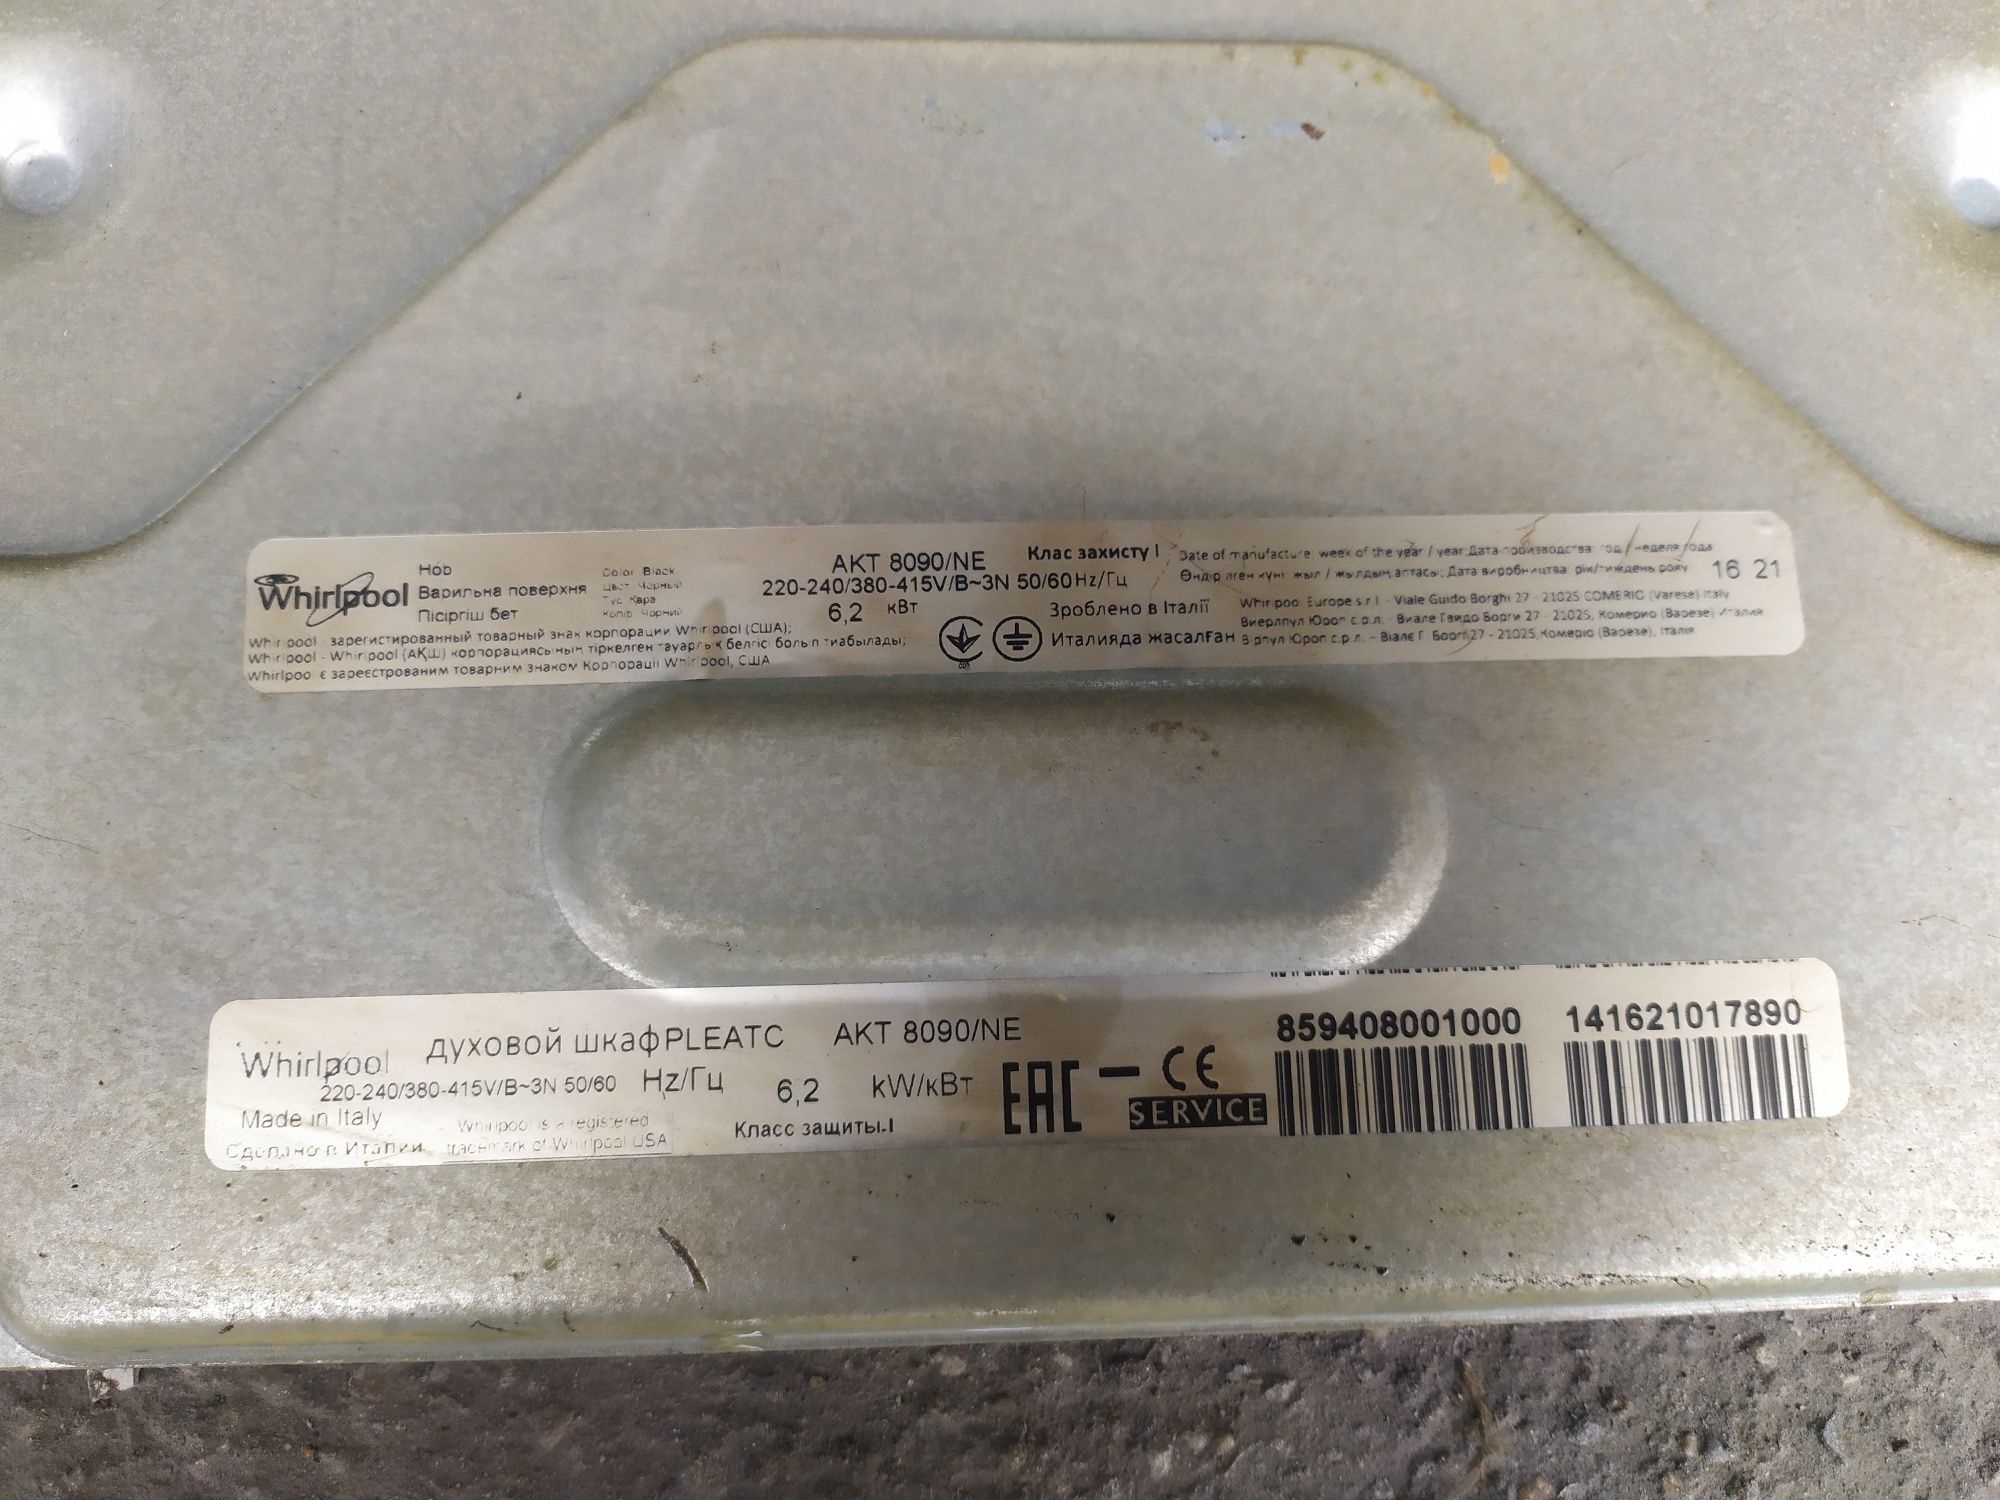 Whirlpool
Hob
Варильна поверхня
Пісіргіш бет
Color Black
Цвет Чорный
Түс Кара
Колір Чорний
AKT 8090/NE
220-240/380-415V/B~3N 50/60Hz/Гц
6,2 кВт
Клас захисту I
Зроблено в Італії
Италияда жасалған
Date of manufacture: week of the year / year; Дата производства: год / неделя года
Өндірілген күні: жыл / жылдың аптасы; Дата виробництва: рік/тиждень року
16 21
Whirlpool Europe s.r.l. - Viale Guido Borghi 27 - 21025 COMERIO (Varese) Italy
Виерлпул Юроп с.р.л. - Виале Гвидо Борги 27 - 21025, Комерио (Варезе) Италия
Вірпул Юроп с.р.л. - Віале Г. Боргі 27 - 21025, Комеріо (Варезе), Італія
Whirlpool - зарегистированный товарный знак корпорации Whirlpool (США);
Whirlpool - Whirlpool (АҚШ) корпорациясының тіркелген тауарлық белгісі болып табылады;
Whirlpool є зареєстрованим товарним знаком Корпорації Whirlpool, США
Whirlpool
духовой шкафPLEATC AKT 8090/NE
220-240/380-415V/B~3N 50/60 Hz/Гц 6,2 kW/кВт
Made in Italy
Сделано в Италии
Whirlpool is a registered
trademark of Whirlpool USA
Класс защиты.I
EAC
CE
SERVICE
859408001000
141621017890